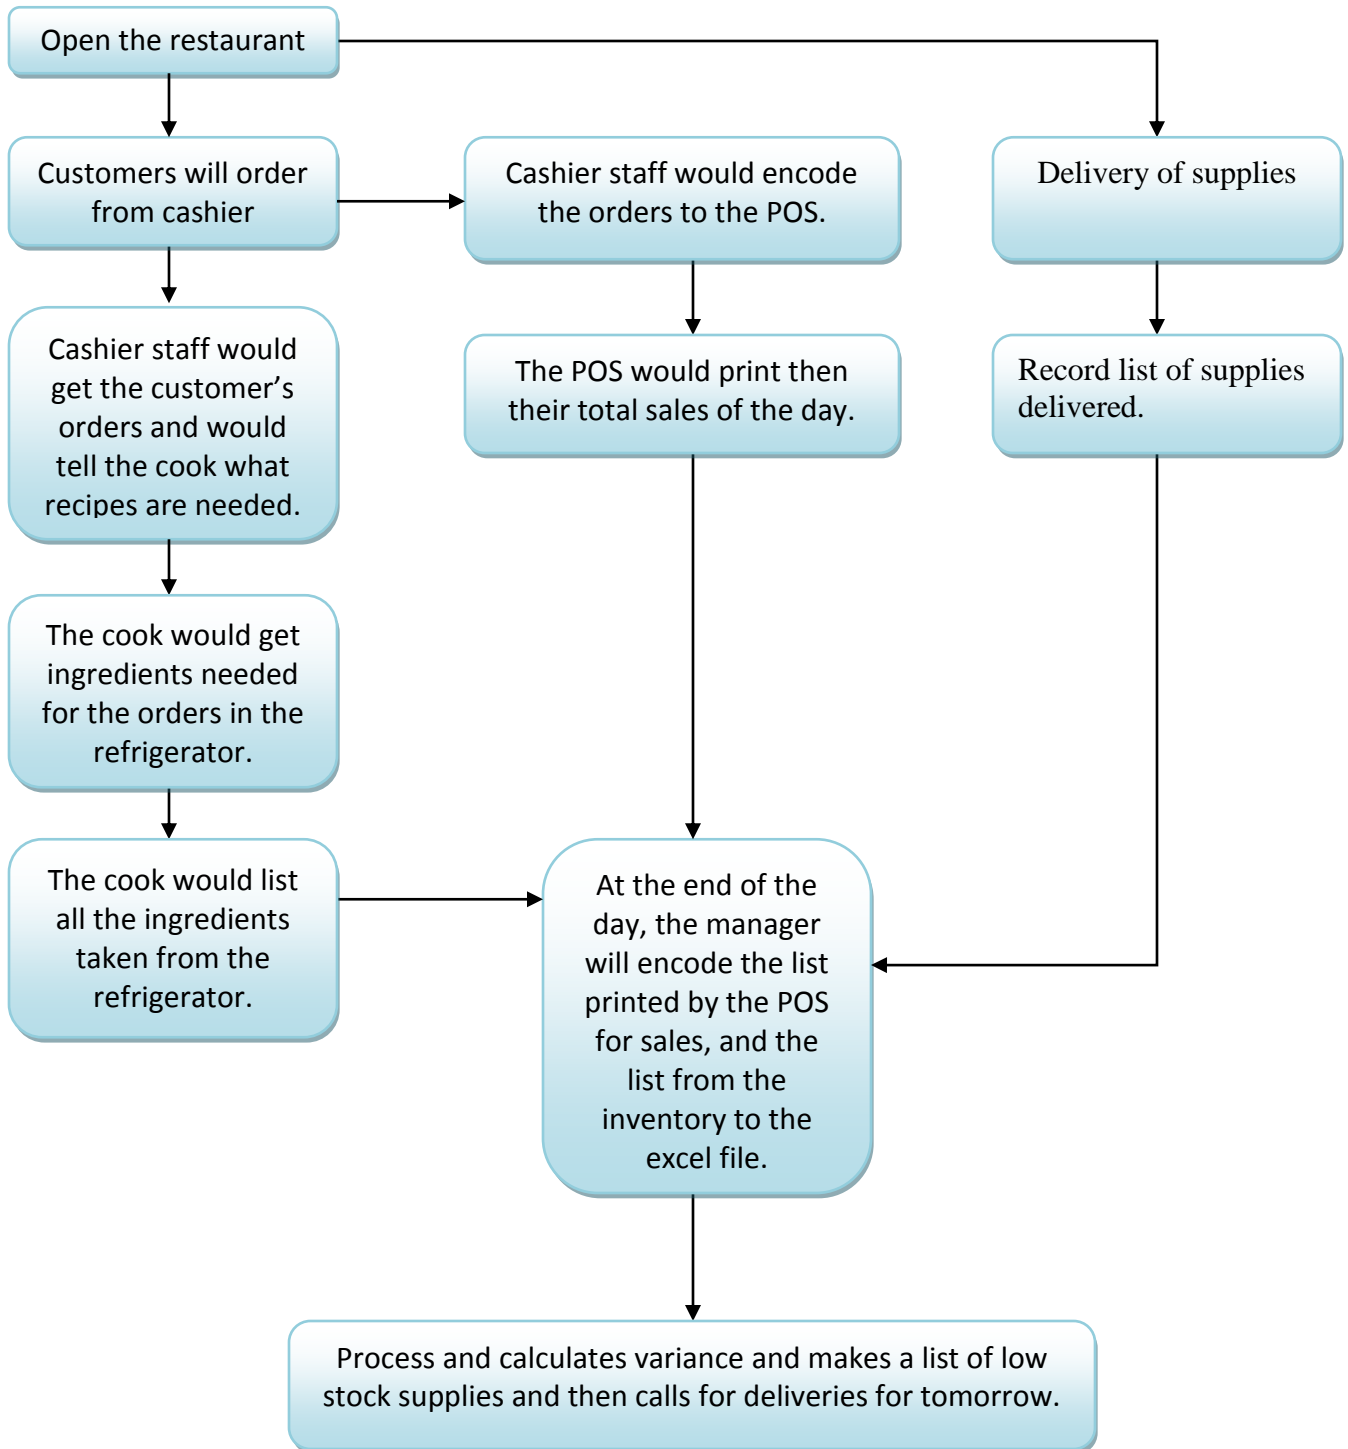 Open the restaurant
Customers will order
from cashier
Cashier staff would encode
the orders to the POS.
Delivery of supplies
Cashier staff would
get the customer’s
orders and would
tell the cook what
recipes are needed.
The POS would print then
their total sales of the day.
Record list of supplies
delivered.
The cook would get
ingredients needed
for the orders in the
refrigerator.
The cook would list
all the ingredients
taken from the
refrigerator.
At the end of the
day, the manager
will encode the list
printed by the POS
for sales, and the
list from the
inventory to the
excel file.
Process and calculates variance and makes a list of low
stock supplies and then calls for deliveries for tomorrow.